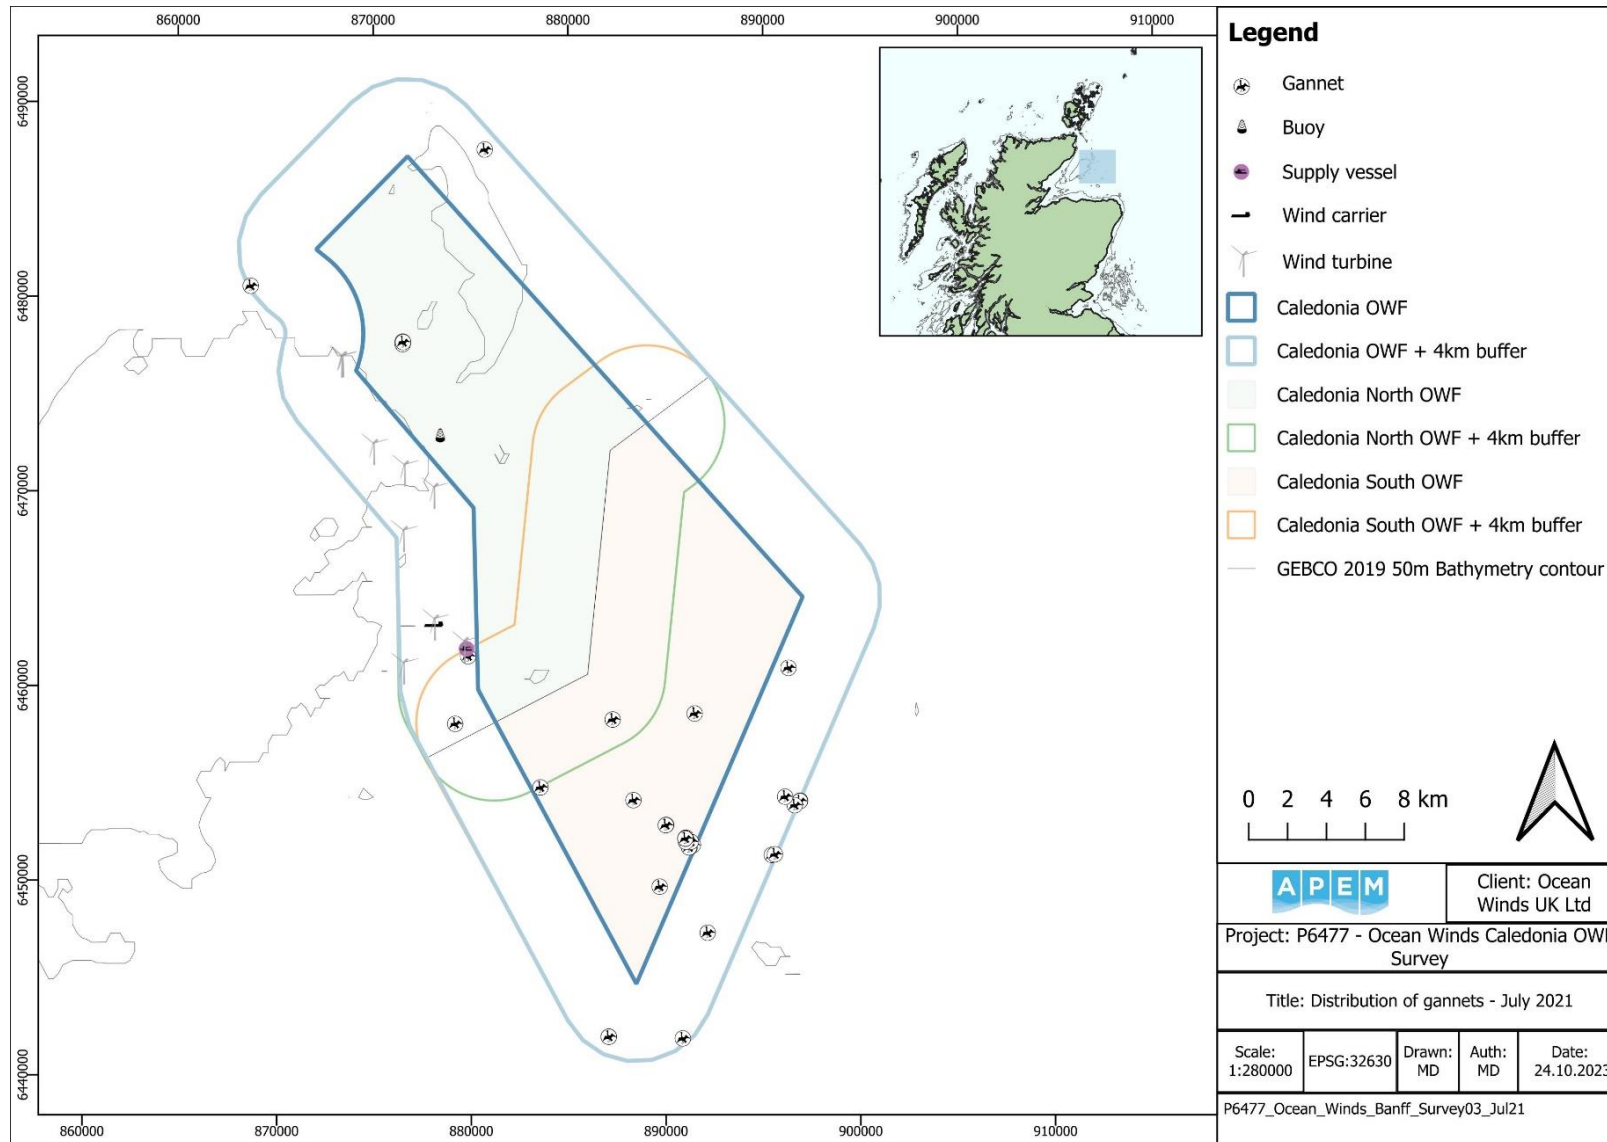 860000 870000 880000 890000 900000 910000
6490000
6480000
6470000
6460000
6450000
6440000
860000 870000 880000 890000 900000 910000
Legend
Gannet
Buoy
Supply vessel
Wind carrier
Wind turbine
Caledonia OWF
Caledonia OWF + 4km buffer
Caledonia North OWF
Caledonia North OWF + 4km buffer
Caledonia South OWF
Caledonia South OWF + 4km buffer
GEBCO 2019 50m Bathymetry contour
0 2 4 6 8 km
APEM
Client: Ocean
Winds UK Ltd
Project: P6477 - Ocean Winds Caledonia OWF
Survey
Title: Distribution of gannets - July 2021
Scale:
1:280000
EPSG:32630
Drawn:
MD
Auth:
MD
Date:
24.10.2023
P6477_Ocean_Winds_Banff_Survey03_Jul21